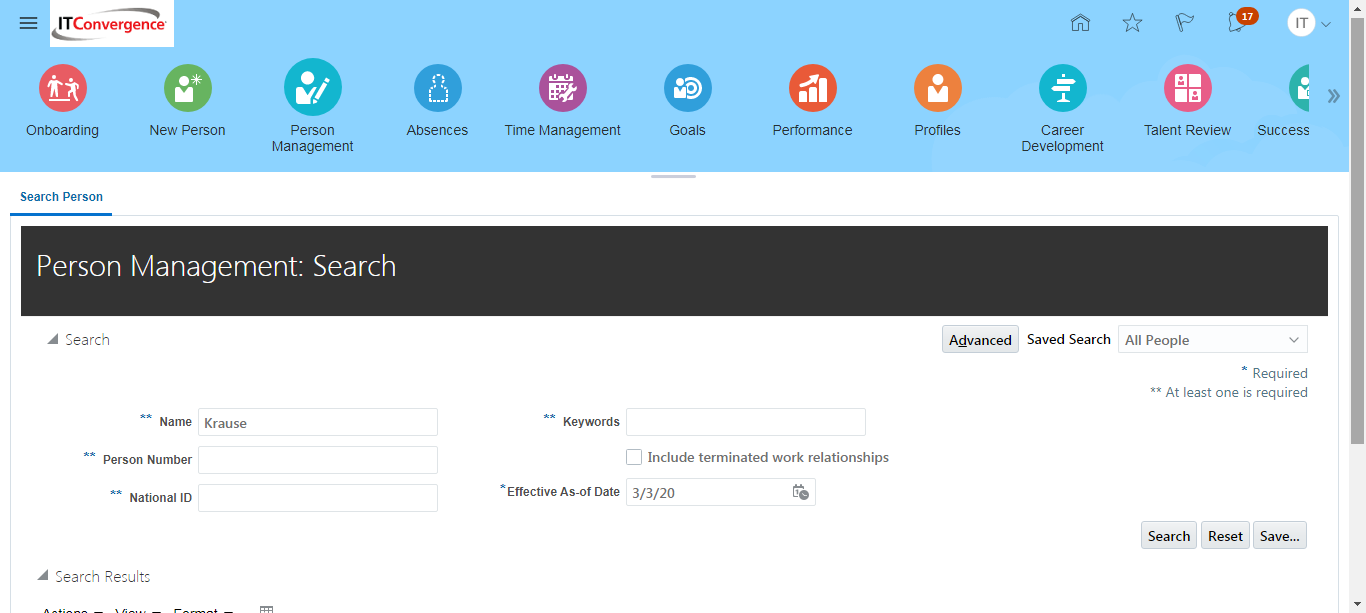 ITConvergence
17
IT
Onboarding
New Person
Person
Management
Absences
Time Management
Goals
Performance
Profiles
Career
Development
Talent Review
Success
Search Person
Person Management: Search
Search
Advanced
Saved Search
All People
* Required
** At least one is required
** Name
Krause
** Keywords
** Person Number
Include terminated work relationships
** National ID
*Effective As-of Date
3/3/20
Search
Reset
Save...
Search Results
Actions
View
Format